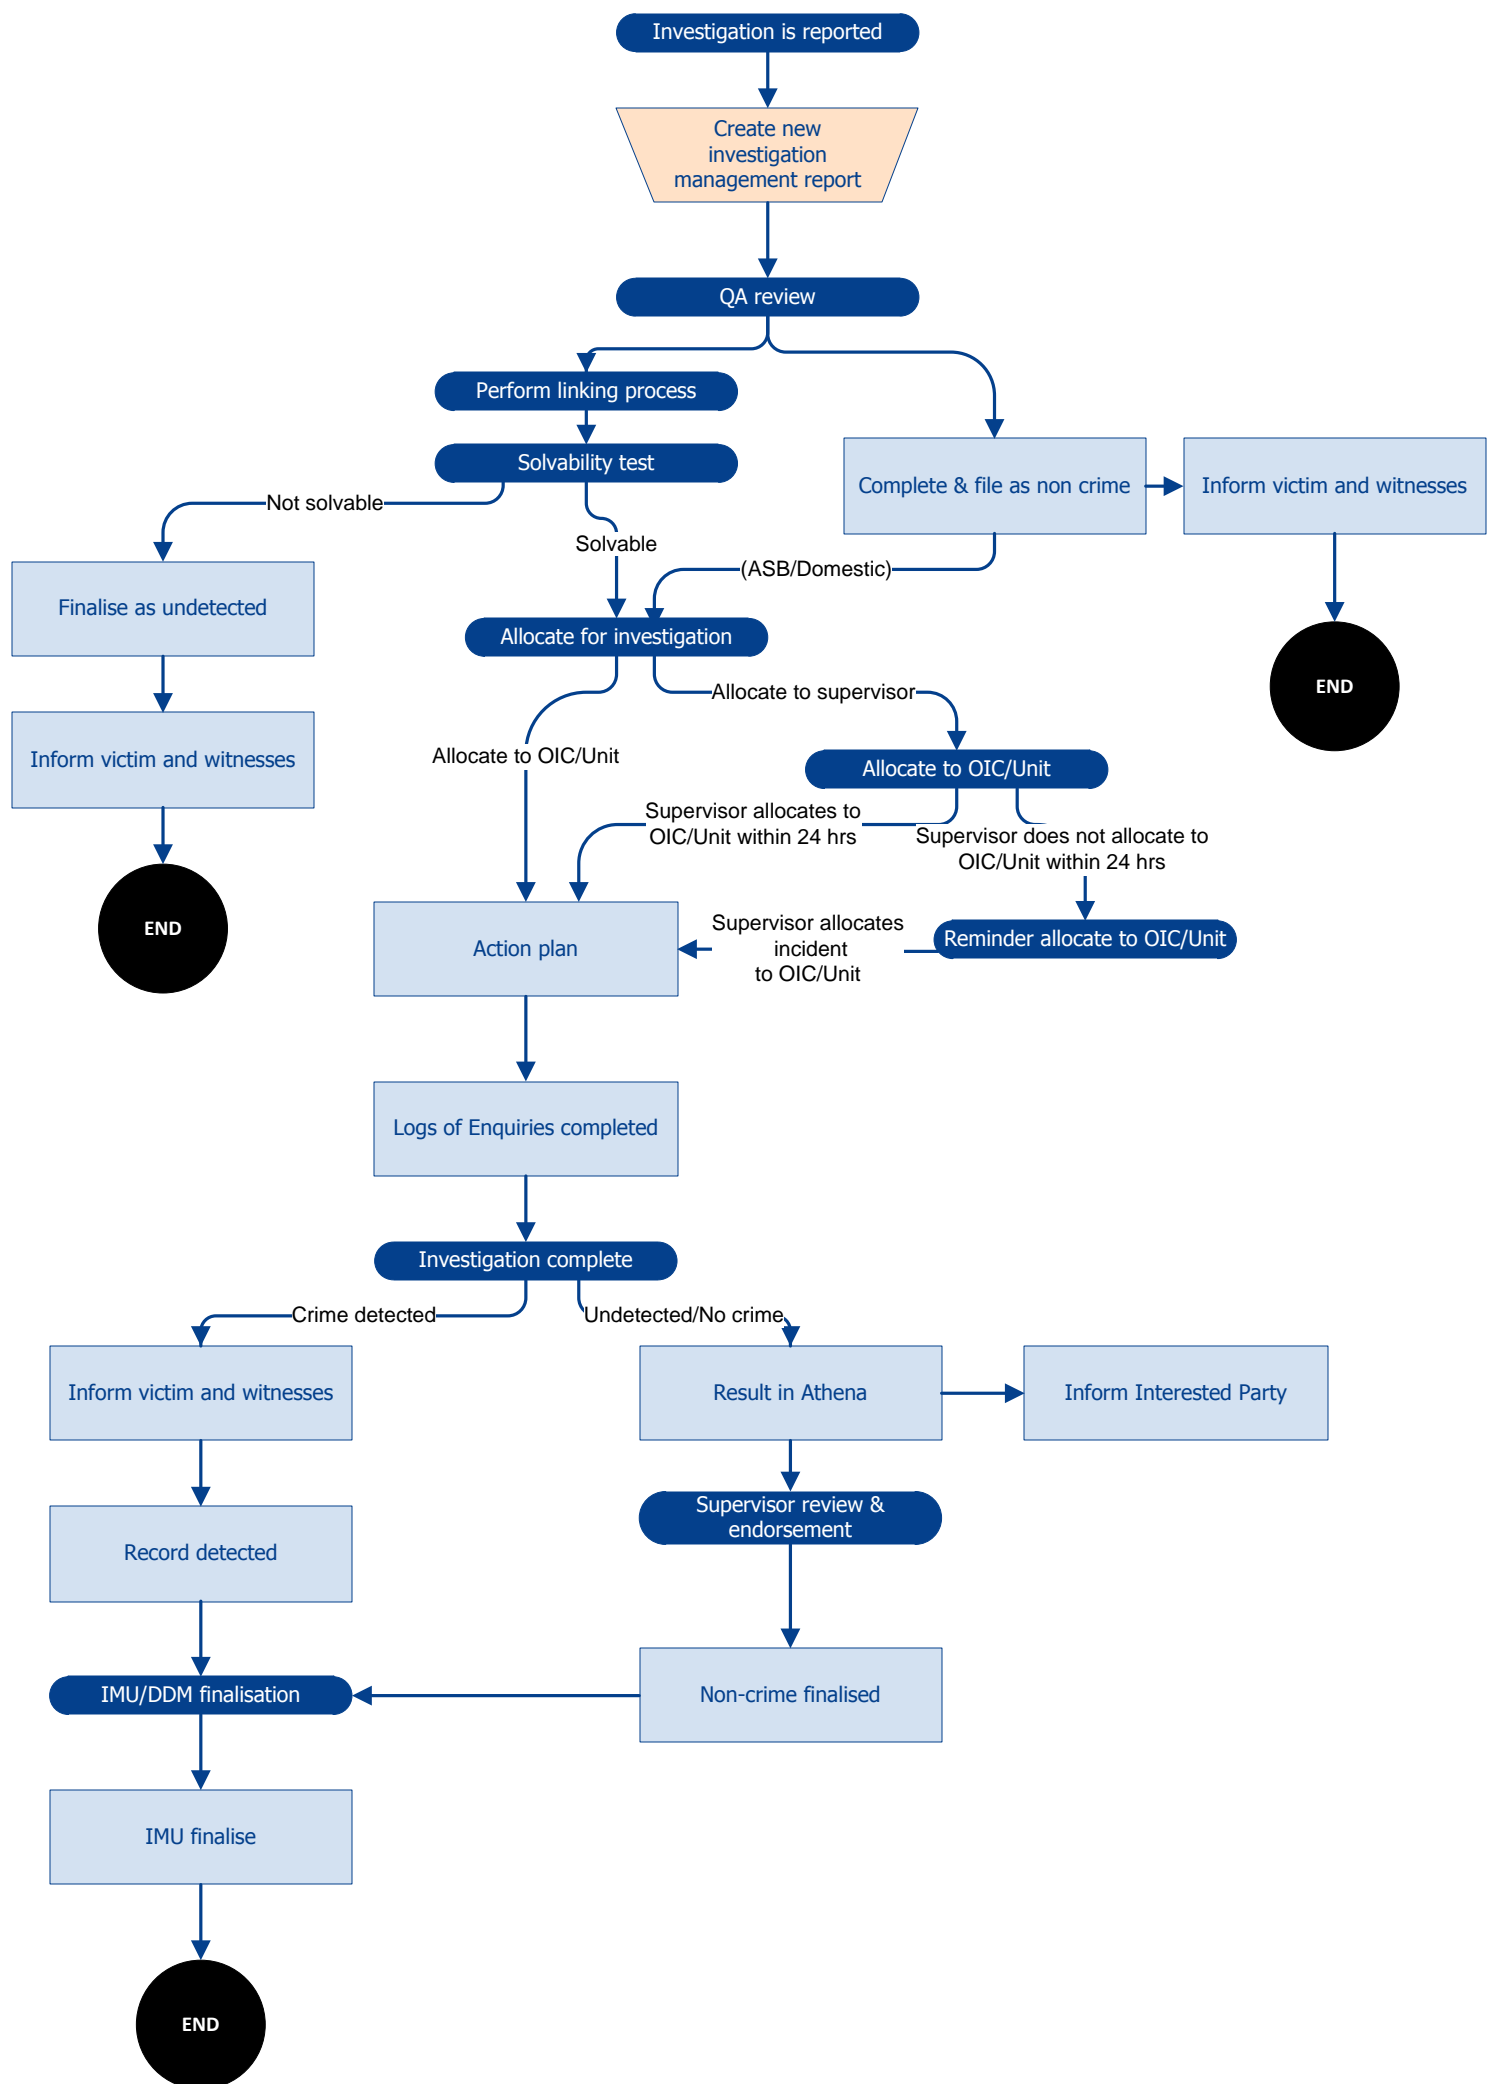 Investigation is reported
Create new
investigation
management report
QA review
Perform linking process
Solvability test
Complete & file as non crime
Inform victim and witnesses
Not solvable
Solvable
(ASB/Domestic)
Finalise as undetected
Allocate for investigation
END
Allocate to supervisor
Inform victim and witnesses
Allocate to OIC/Unit
Allocate to OIC/Unit
Supervisor allocates to
OIC/Unit within 24 hrs
Supervisor does not allocate to
OIC/Unit within 24 hrs
END
Action plan
Supervisor allocates
incident
to OIC/Unit
Reminder allocate to OIC/Unit
Logs of Enquiries completed
Investigation complete
Crime detected
Undetected/No crime
Inform victim and witnesses
Result in Athena
Inform Interested Party
Supervisor review &
endorsement
Record detected
IMU/DDM finalisation
Non-crime finalised
IMU finalise
END